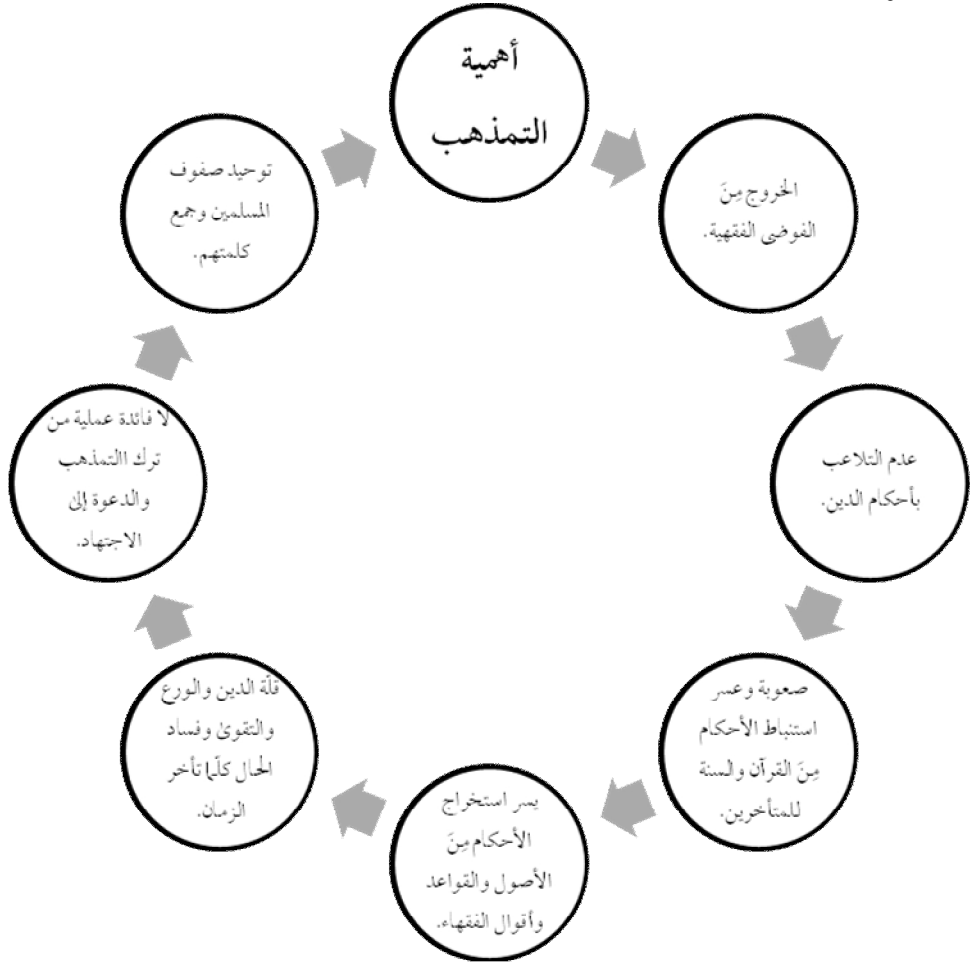 أهمية
التمذهب
الخروج مِنَ
الفوضى الفقهية.
عدم التلاعب
بأحكام الدين.
صعوبة وعسر
استنباط الأحكام
مِنَ القرآن والسنة
للمتأخرين.
يسر استخراج
الأحكام مِنَ
الأصول والقواعد
وأقوال الفقهاء.
قلّة الدين والورع
والتقوىٰ وفساد
الحال كلّما تأخر
الزمان.
لا فائدة عملية من
ترك االتمذهب
والدعوة إلىٰ
الاجتهاد.
توحيد صفوف
المسلمين وجمع
كلمتهم.